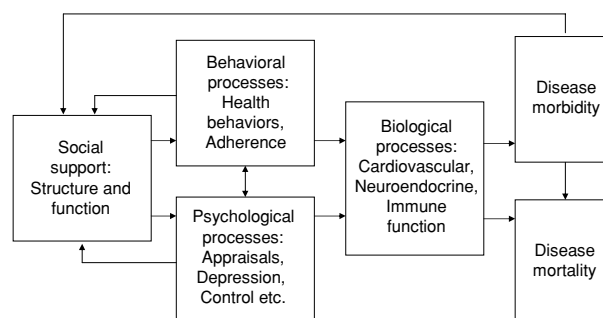 Social
support:
Structure and
function
Behavioral
processes:
Health
behaviors,
Adherence
Psychological
processes:
Appraisals,
Depression,
Control etc.
Biological
processes:
Cardiovascular,
Neuroendocrine,
Immune
function
Disease
morbidity
Disease
mortality